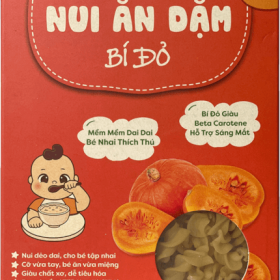 NUI ĂN DẶM
BÍ ĐỎ
Mềm Mềm Dai Dai
Bé Nhai Thích Thú
Bí Đỏ Giàu
Beta Carotene
Hỗ Trợ Sáng Mắt
Nui dẻo dai, cho bé tập nhai
Cỡ vừa tay, bé ăn vừa miệng
Giàu chất xơ, dễ tiêu hóa